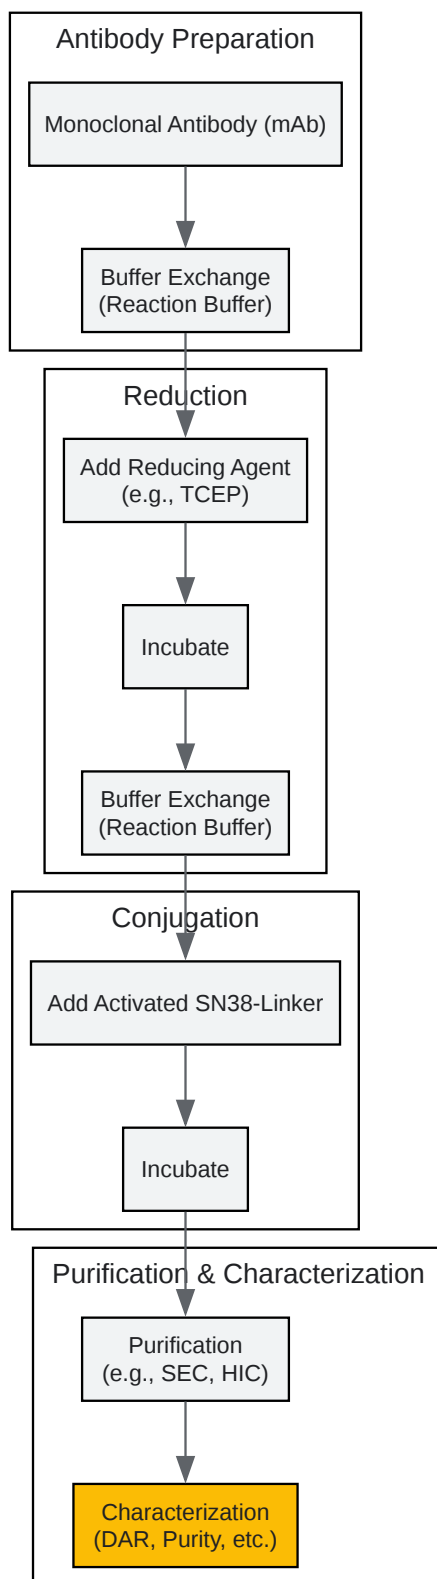 Antibody Preparation
Monoclonal Antibody (mAb)
Buffer Exchange
(Reaction Buffer)
Reduction
Add Reducing Agent
(e.g., TCEP)
Incubate
Buffer Exchange
(Reaction Buffer)
Conjugation
Add Activated SN38-Linker
Incubate
Purification & Characterization
Purification
(e.g., SEC, HIC)
Characterization
(DAR, Purity, etc.)